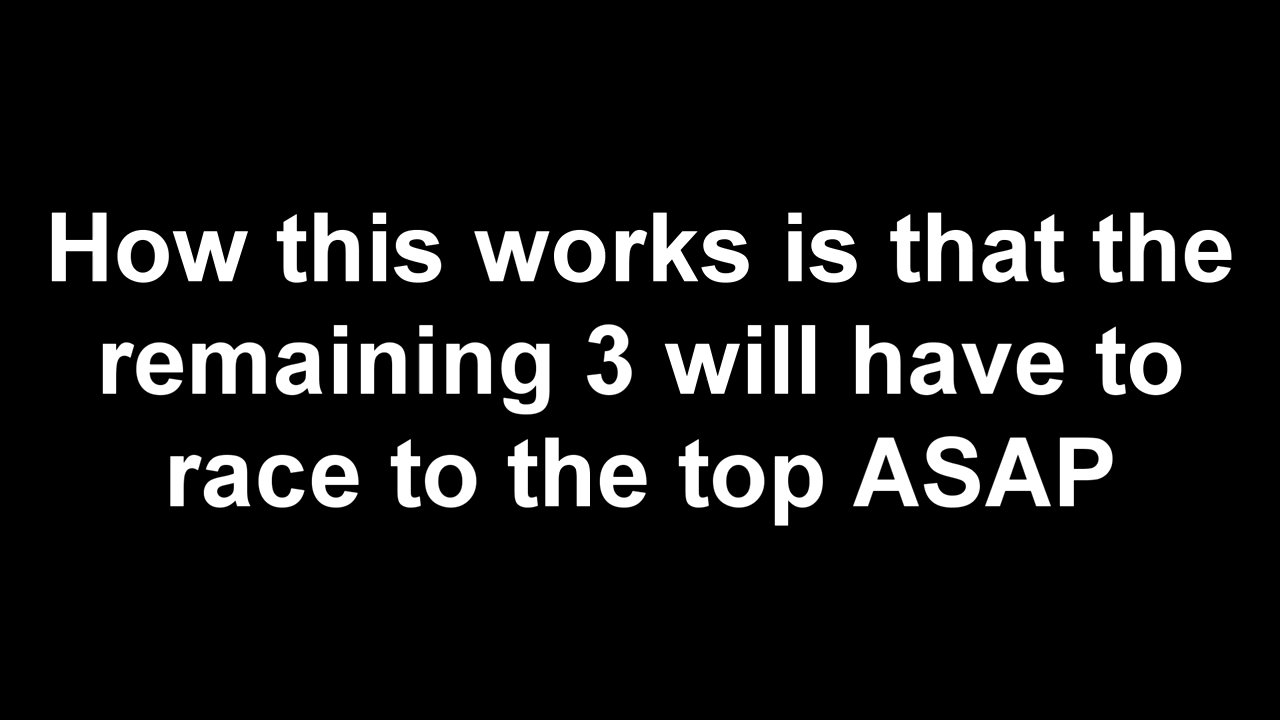 How this works is that the
remaining 3 will have to
race to the top ASAP